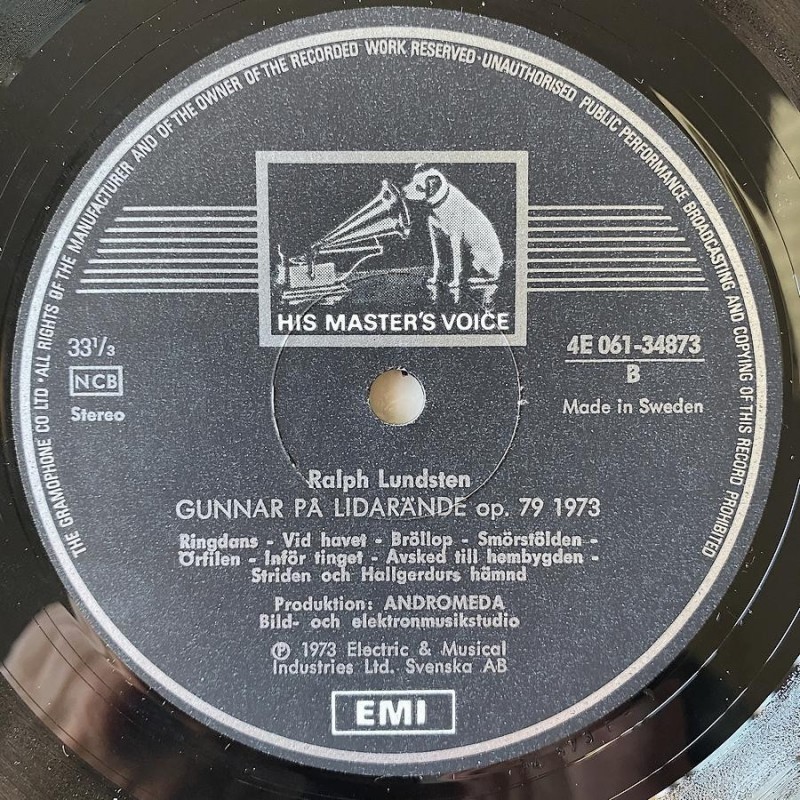 THE GRAMOPHONE CO LTD · ALL RIGHTS OF THE MANUFACTURER AND OF THE OWNER OF THE RECORDED WORK RESERVED · UNAUTHORISED PUBLIC PERFORMANCE BROADCASTING AND COPYING OF THIS RECORD PROHIBITED
HIS MASTER'S VOICE
33 1/3
NCB
Stereo
4E 061-34873
B
Made in Sweden
Ralph Lundsten
GUNNAR PÅ LIDARÄNDE op. 79 1973
Ringdans - Vid havet - Bröllop - Smörstölden -
Örfilen - Inför tinget - Avsked till hembygden -
Striden och Hallgerdurs hämnd
Produktion: ANDROMEDA
Bild- och elektronmusikstudio
℗ 1973 Electric & Musical
Industries Ltd. Svenska AB
EMI